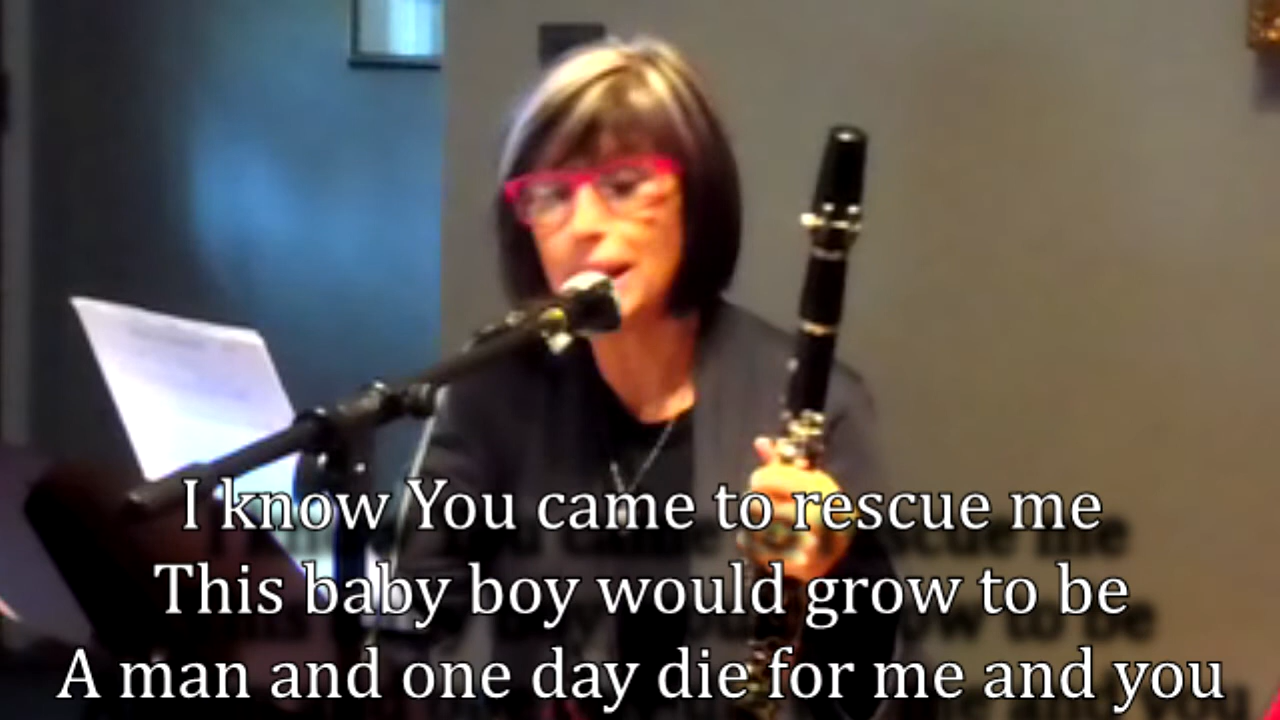 I know You came to rescue me
This baby boy would grow to be
A man and one day die for me and you